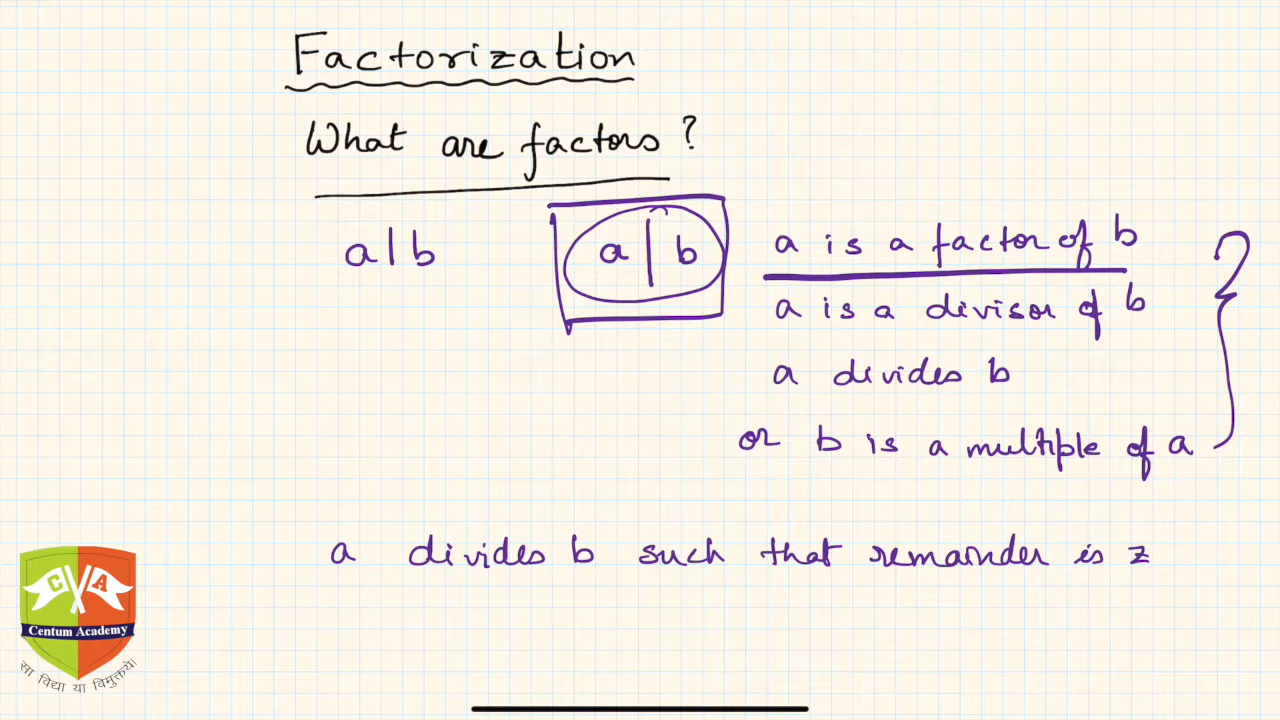 Factorization
What are factors?
a|b
a|b
a is a factor of b
a is a divisor of b
a divides b
or b is a multiple of a
a divides b such that remainder is z
CA
Centum Academy
सा विद्या या विमुक्तये।